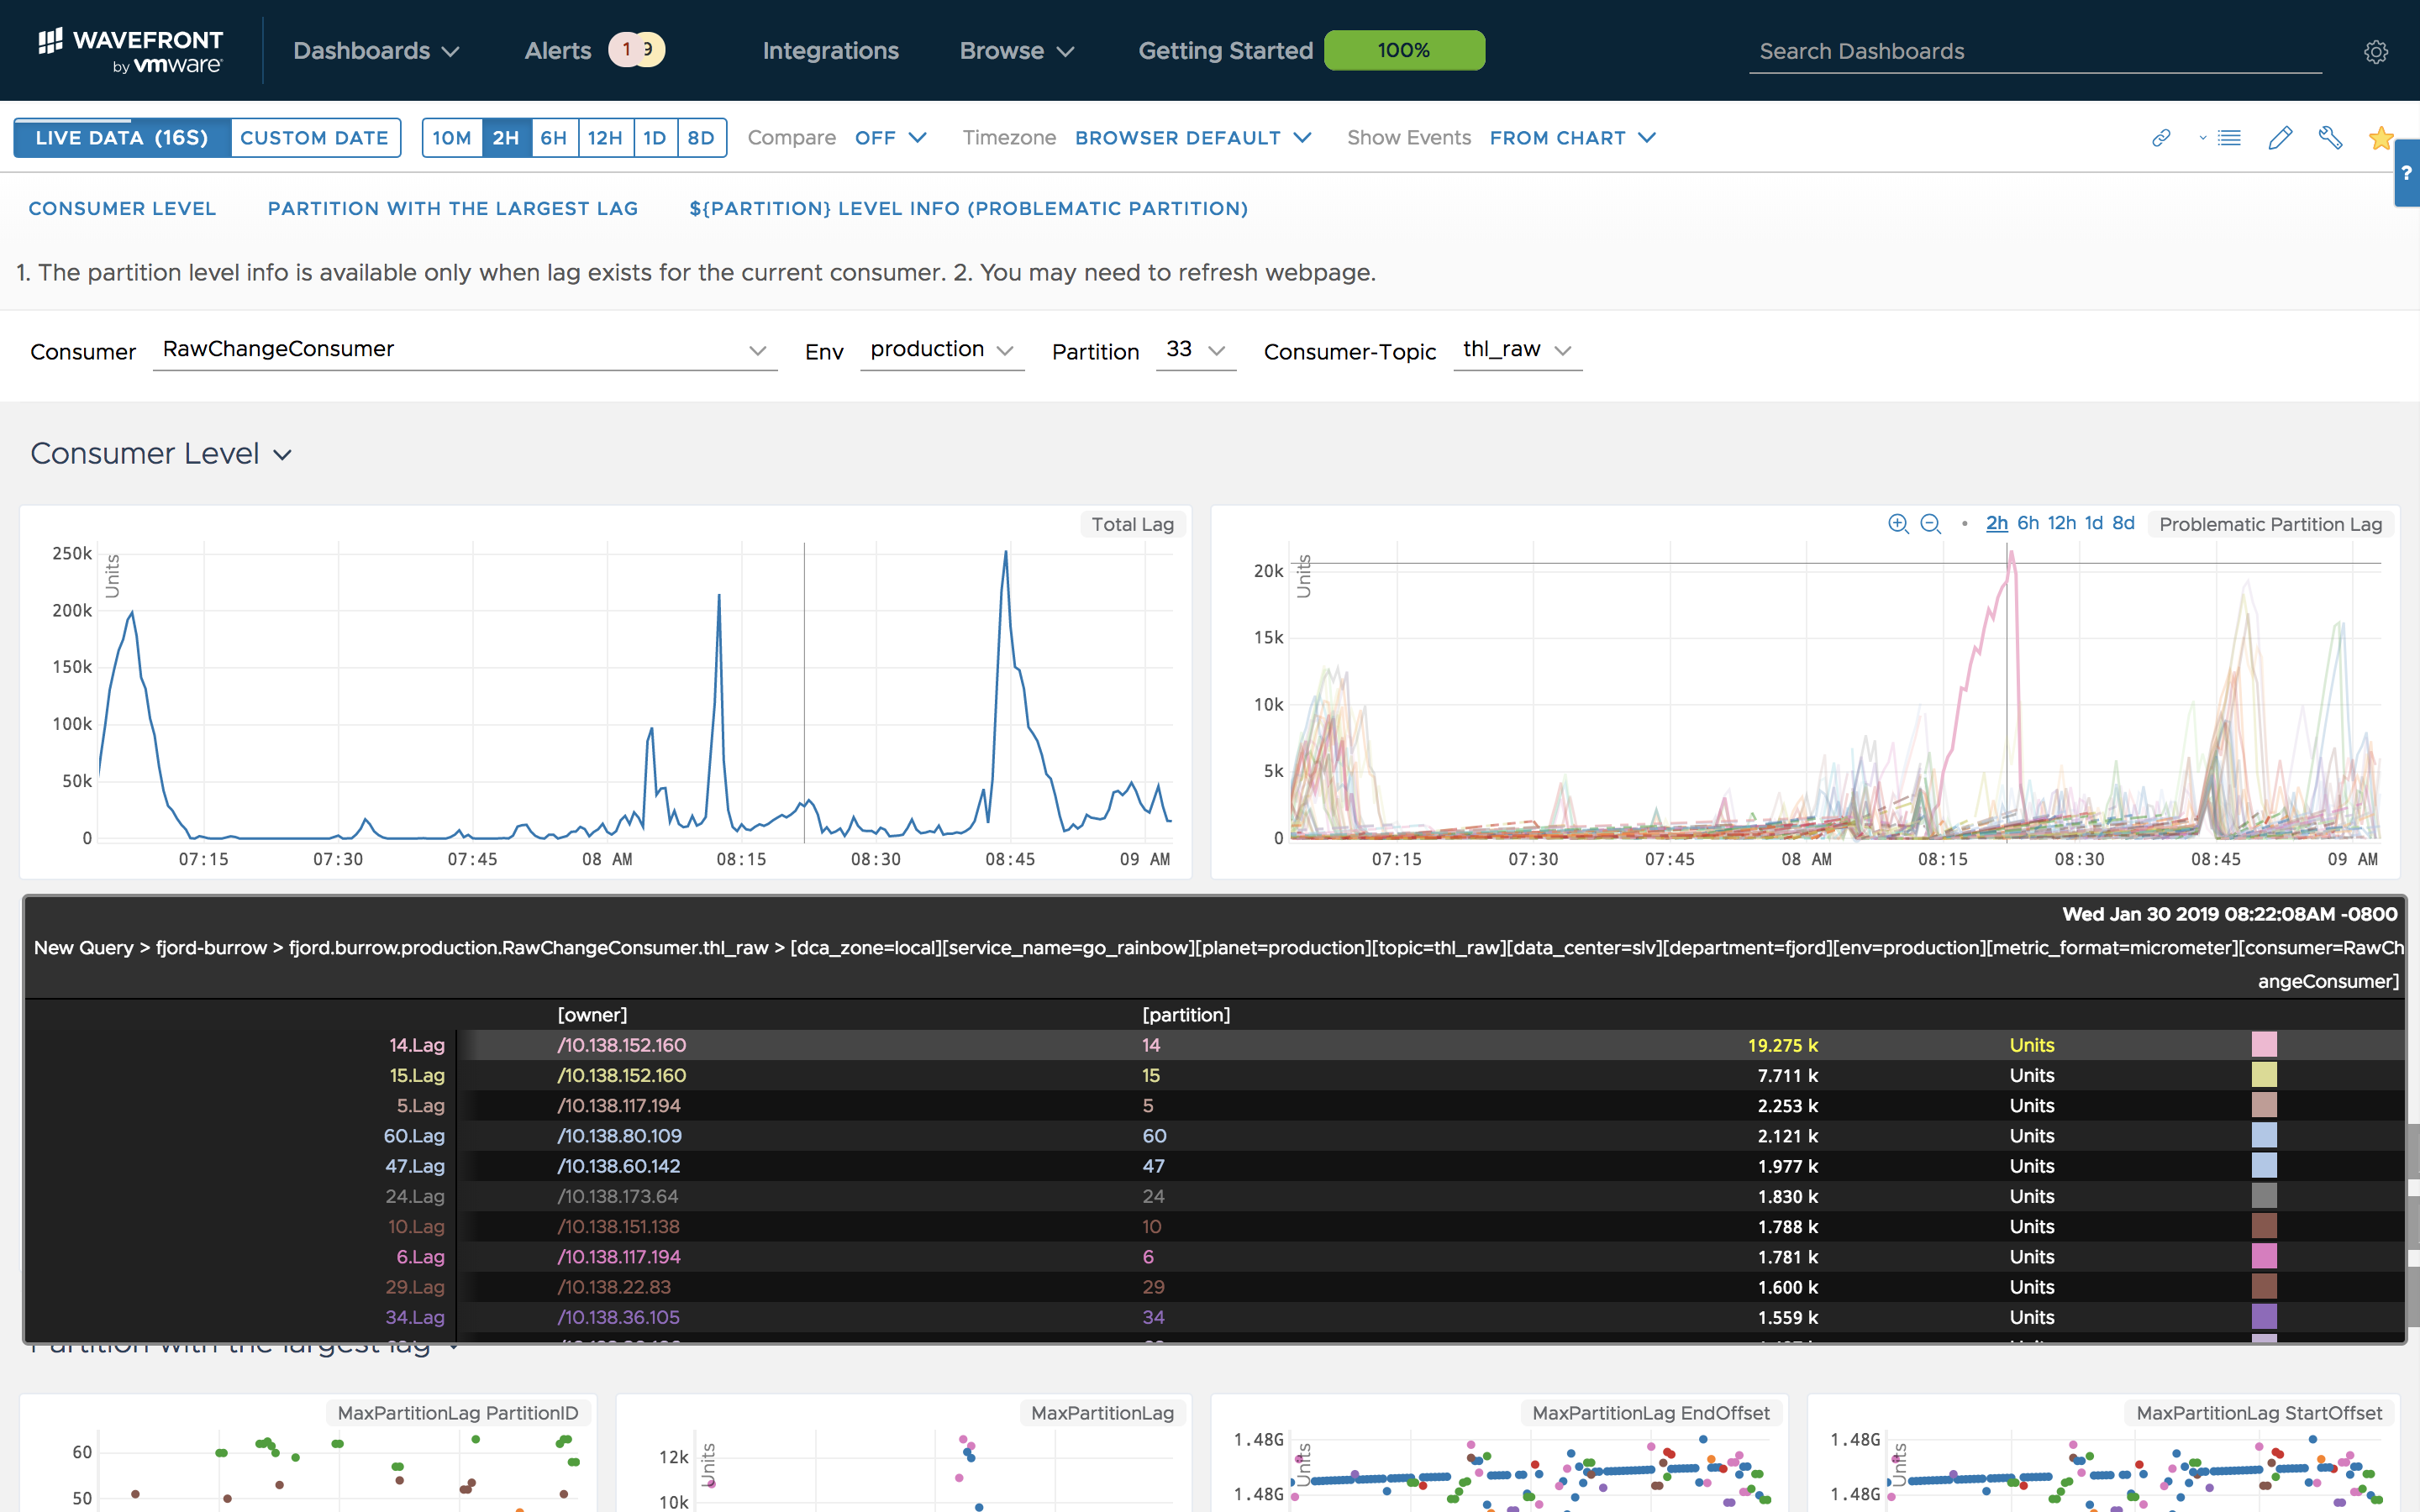 WAVEFRONT
by vmware
Dashboards
Alerts 1 9
Integrations
Browse
Getting Started 100%
Search Dashboards
LIVE DATA (16S) CUSTOM DATE
10M 2H 6H 12H 1D 8D
Compare OFF
Timezone BROWSER DEFAULT
Show Events FROM CHART
?
CONSUMER LEVEL PARTITION WITH THE LARGEST LAG ${PARTITION} LEVEL INFO (PROBLEMATIC PARTITION)
1. The partition level info is available only when lag exists for the current consumer. 2. You may need to refresh webpage.
Consumer RawChangeConsumer
Env production
Partition 33
Consumer-Topic thl_raw
Consumer Level
Total Lag
Units
250k
200k
150k
100k
50k
0
07:15 07:30 07:45 08 AM 08:15 08:30 08:45 09 AM
2h 6h 12h 1d 8d
Problematic Partition Lag
Units
20k
15k
10k
5k
0
07:15 07:30 07:45 08 AM 08:15 08:30 08:45 09 AM
Wed Jan 30 2019 08:22:08AM -0800
New Query > fjord-burrow > fjord.burrow.production.RawChangeConsumer.thl_raw > [dca_zone=local][service_name=go_rainbow][planet=production][topic=thl_raw][data_center=slv][department=fjord][env=production][metric_format=micrometer][consumer=RawCh
angeConsumer]
[owner] [partition]
14.Lag /10.138.152.160 14 19.275 k Units
15.Lag /10.138.152.160 15 7.711 k Units
5.Lag /10.138.117.194 5 2.253 k Units
60.Lag /10.138.80.109 60 2.121 k Units
47.Lag /10.138.60.142 47 1.977 k Units
24.Lag /10.138.173.64 24 1.830 k Units
10.Lag /10.138.151.138 10 1.788 k Units
6.Lag /10.138.117.194 6 1.781 k Units
29.Lag /10.138.22.83 29 1.600 k Units
34.Lag /10.138.36.105 34 1.559 k Units
Partition with the largest lag
MaxPartitionLag PartitionID
60
50
MaxPartitionLag
Units
12k
10k
MaxPartitionLag EndOffset
Units
1.48G
1.48G
MaxPartitionLag StartOffset
Units
1.48G
1.48G